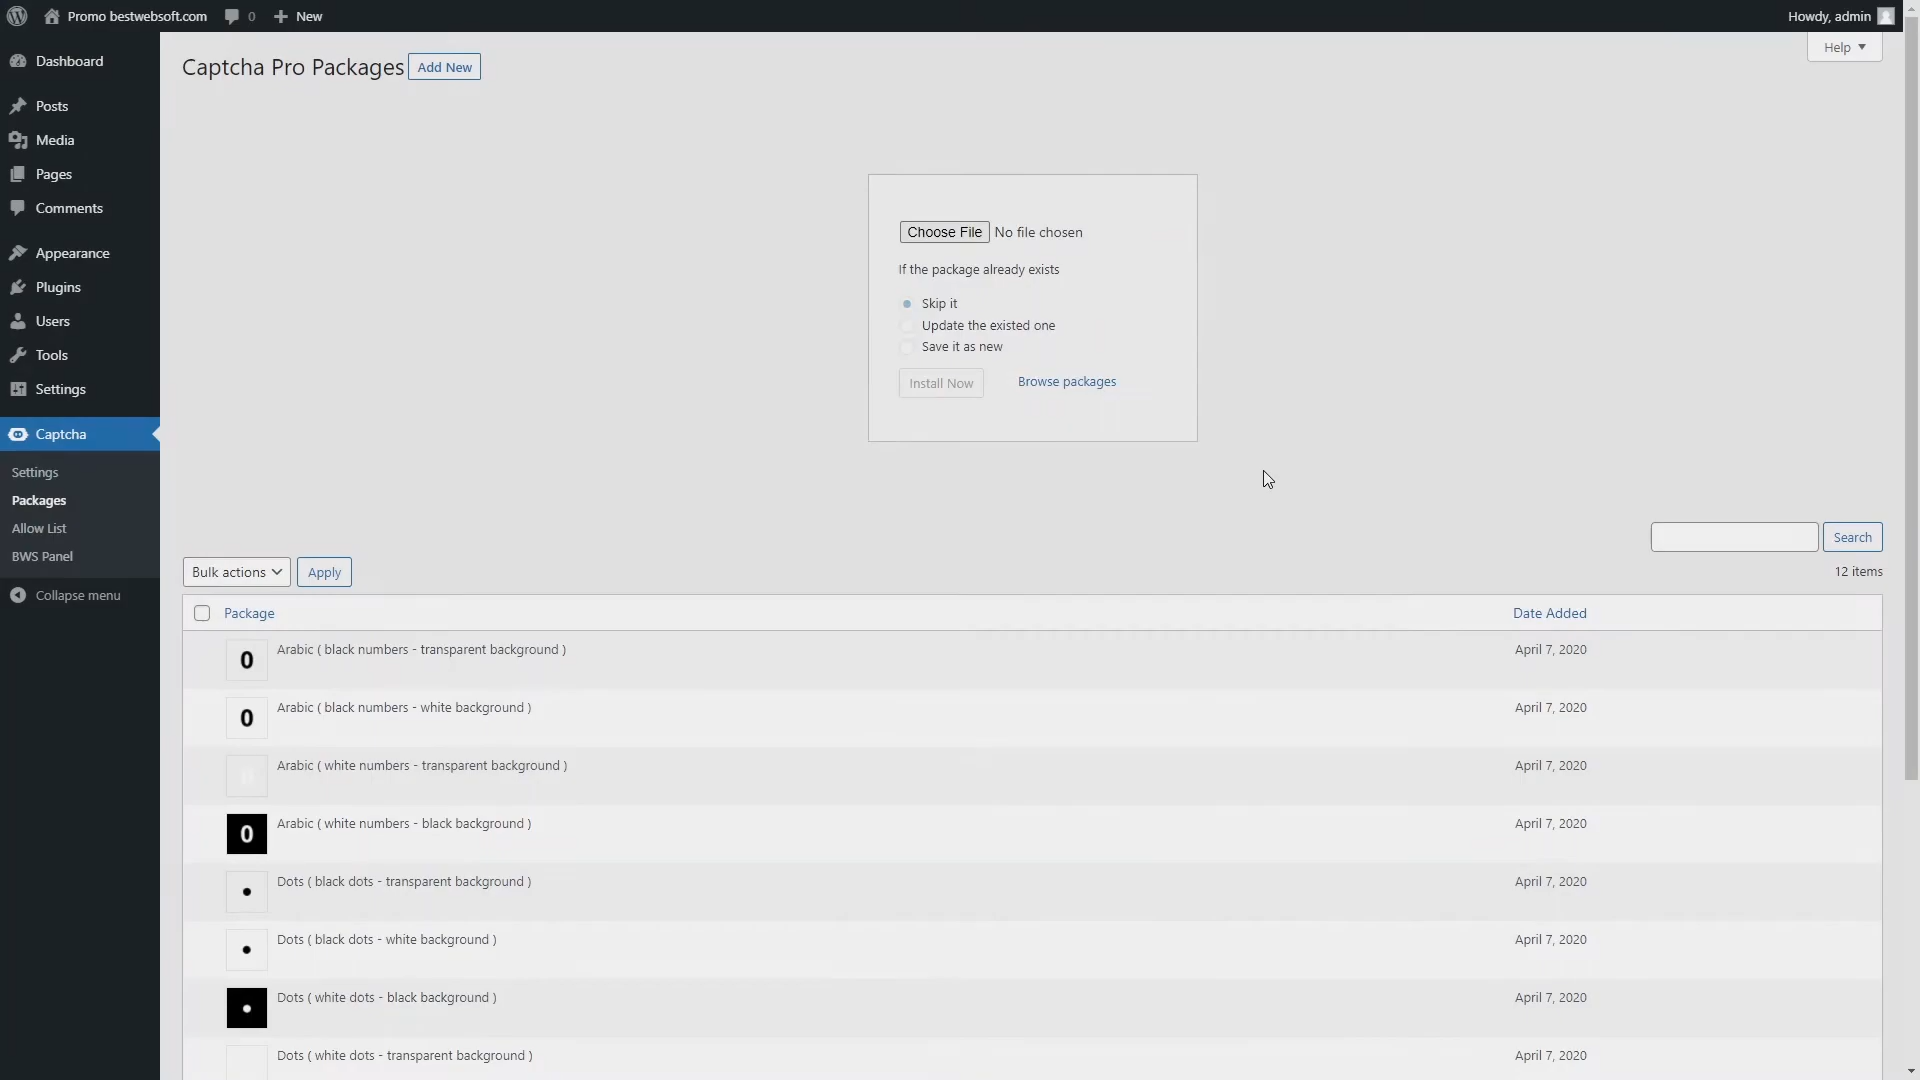 Promo bestwebsoft.com 0 New Howdy, admin
Help
Dashboard
Posts
Media
Pages
Comments
Appearance
Plugins
Users
Tools
Settings
Captcha
Settings
Packages
Allow List
BWS Panel
Collapse menu
Captcha Pro Packages Add New
Choose File No file chosen
If the package already exists
Skip it
Update the existed one
Save it as new
Install Now Browse packages
Search
Bulk actions Apply 12 items
Package Date Added
0 Arabic ( black numbers - transparent background ) April 7, 2020
0 Arabic ( black numbers - white background ) April 7, 2020
0 Arabic ( white numbers - transparent background ) April 7, 2020
0 Arabic ( white numbers - black background ) April 7, 2020
Dots ( black dots - transparent background ) April 7, 2020
Dots ( black dots - white background ) April 7, 2020
Dots ( white dots - black background ) April 7, 2020
Dots ( white dots - transparent background ) April 7, 2020